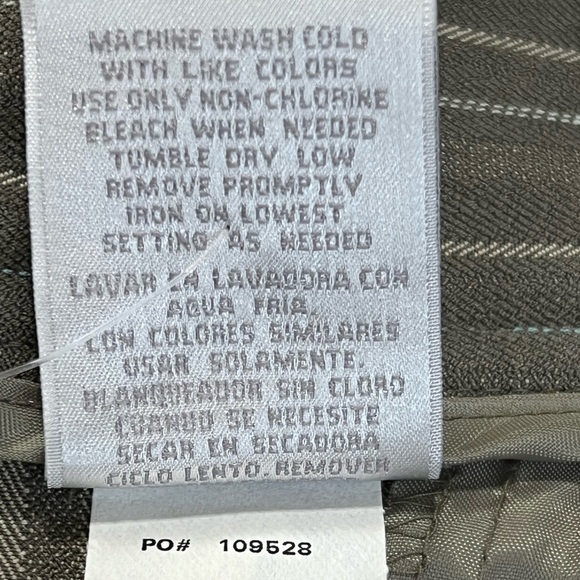 MACHINE WASH COLD
WITH LIKE COLORS
USE ONLY NON-CHLORINE
BLEACH WHEN NEEDED
TUMBLE DRY LOW
REMOVE PROMPTLY
IRON ON LOWEST
SETTING AS NEEDED
LAVAR EN LAVADORA CON
AQUA FRIA.
CON COLORES SIMILARES
USAR SOLAMENTE.
BLANQUEADOR SIN CLORO
CUANDO SE NECESITE
SECAR EN SECADORA
CICLO LENTO. REMOVER
PO# 109528